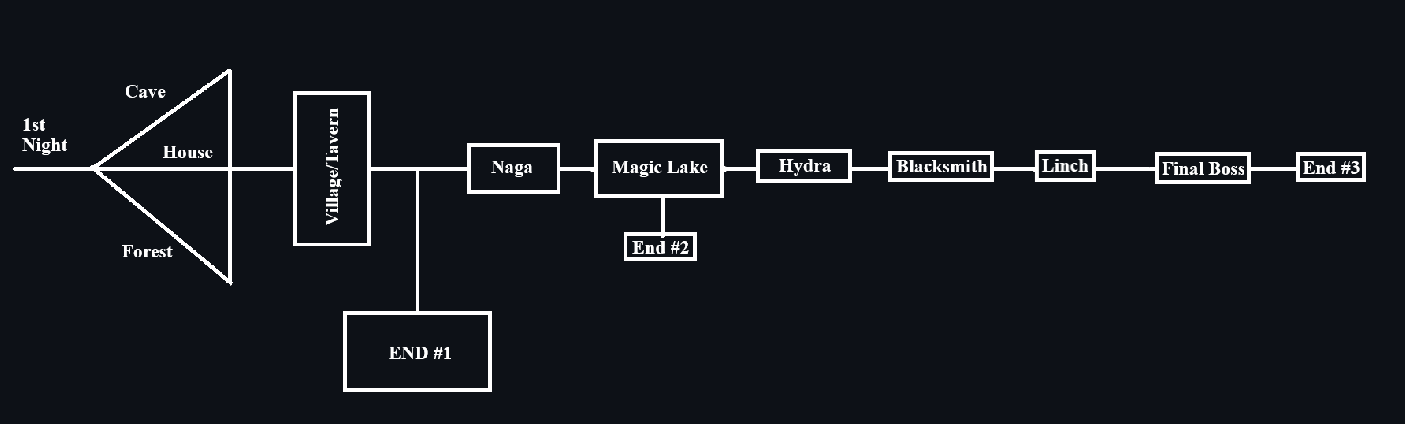 Cave
1st
Night
House
Forest
Village/Tavern
Naga
Magic Lake
Hydra
Blacksmith
Linch
Final Boss
End #3
End #2
END #1